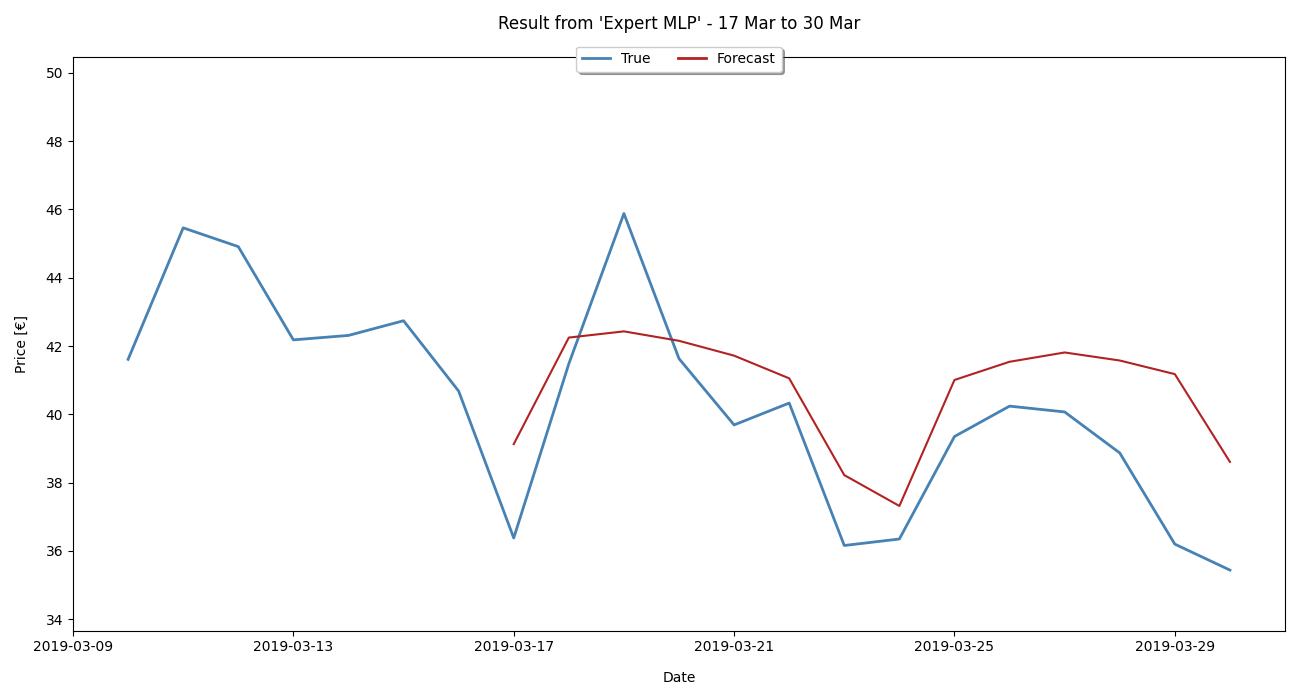 Result from 'Expert MLP' - 17 Mar to 30 Mar
True Forecast
50
48
46
44
42
40
38
36
34
Price [€]
2019-03-09 2019-03-13 2019-03-17 2019-03-21 2019-03-25 2019-03-29
Date